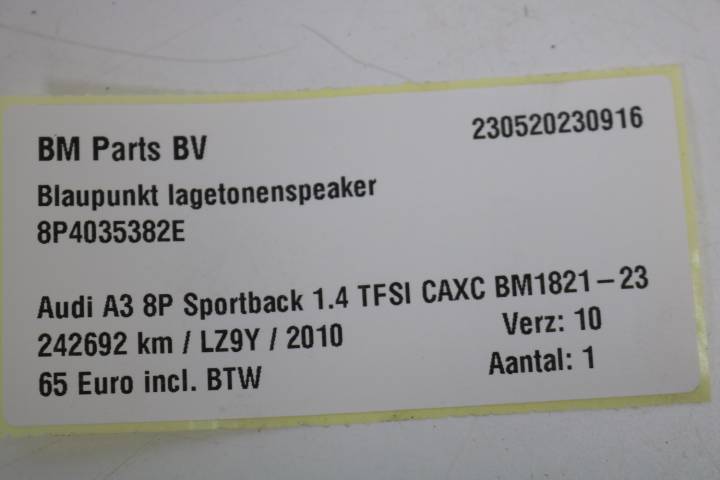 BM Parts BV 230520230916
Blaupunkt lagetonenspeaker
8P4035382E
Audi A3 8P Sportback 1.4 TFSI CAXC BM1821-23
242692 km / LZ9Y / 2010 Verz: 10
65 Euro incl. BTW Aantal: 1